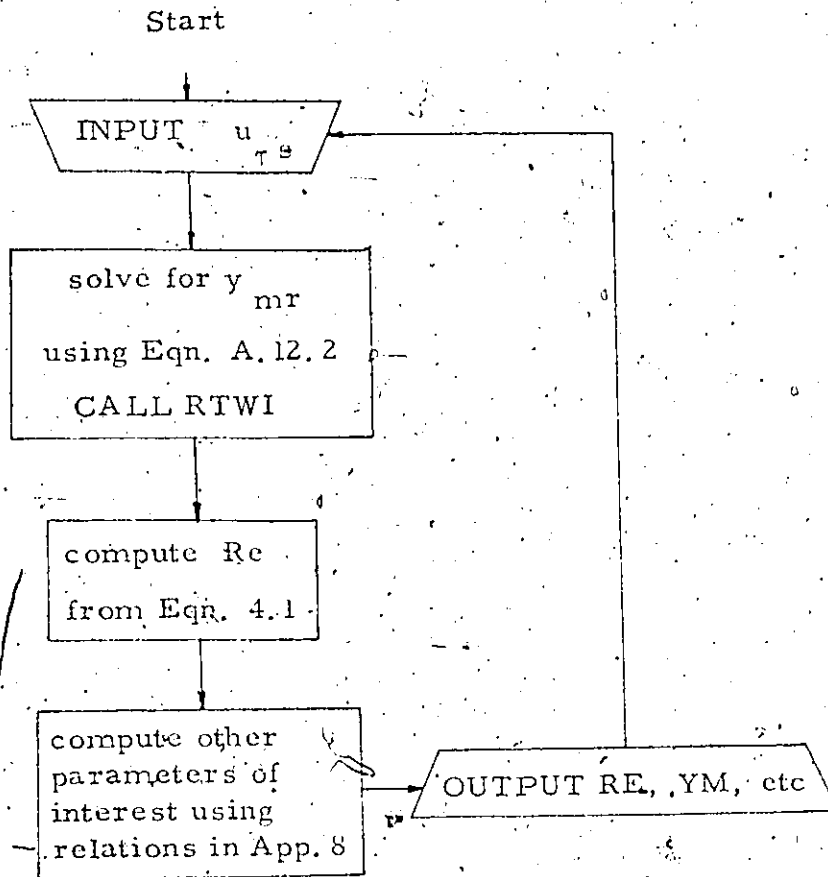 Start
INPUT u τs
solve for y mr
using Eqn. A.12.2
CALL RTWI
compute Re
from Eqn. 4.1
compute other
parameters of
interest using
relations in App. 8
OUTPUT RE, YM, etc